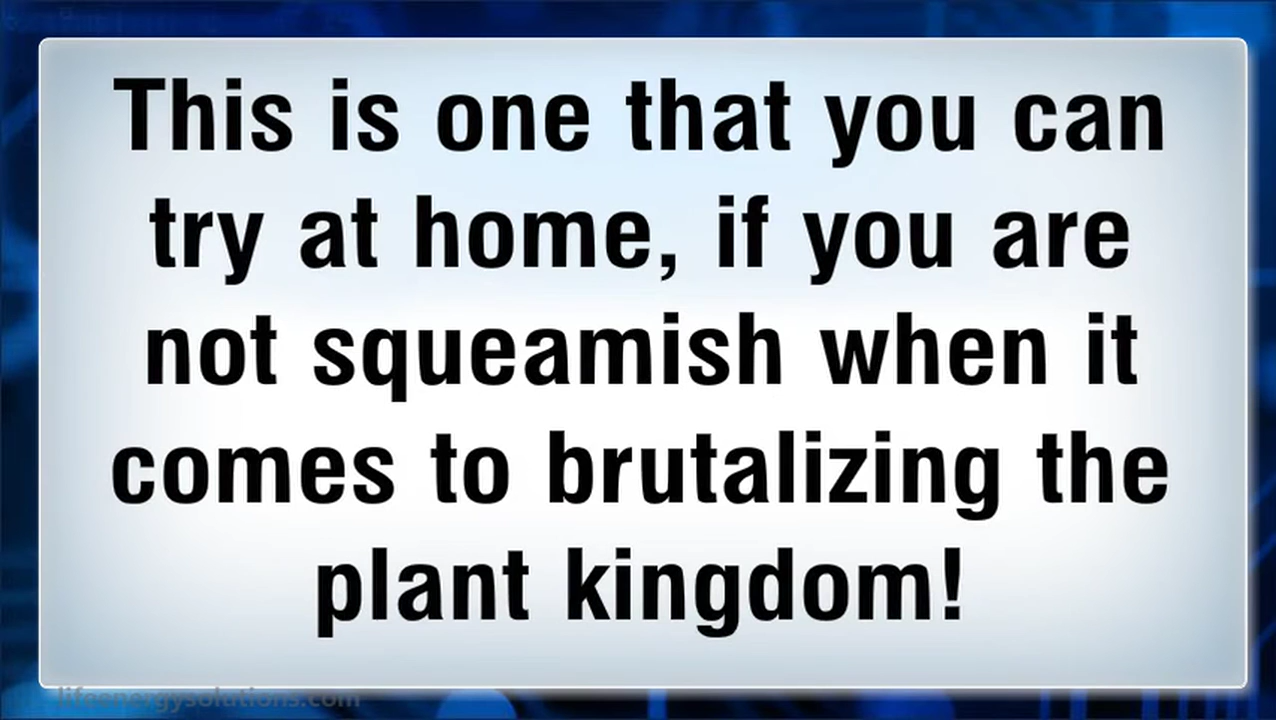 This is one that you can
try at home, if you are
not squeamish when it
comes to brutalizing the
plant kingdom!
lifeenergysolutions.com